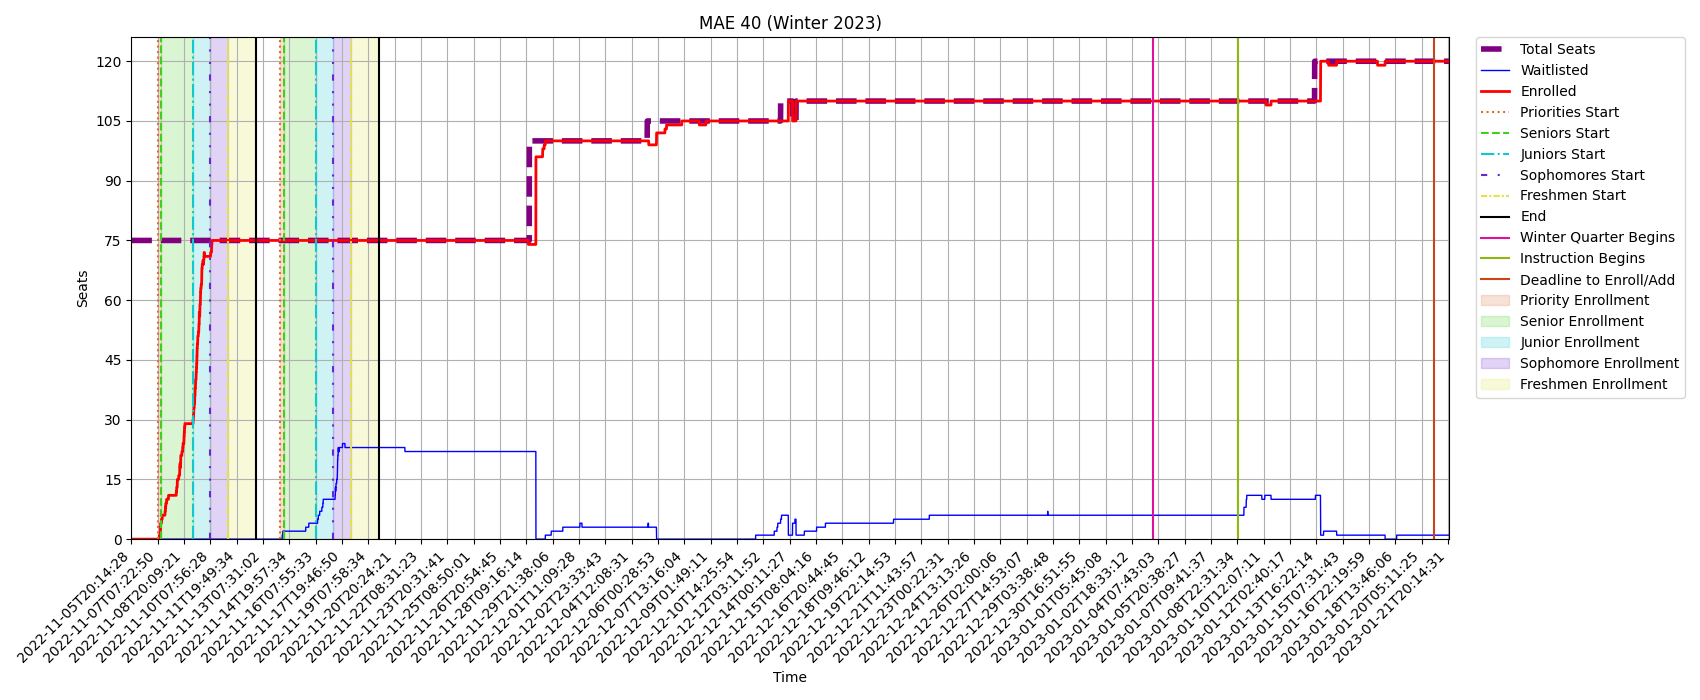 MAE 40 (Winter 2023)
Seats
120
105
90
75
60
45
30
15
0
2022-11-05T20:14:28
2022-11-07T07:22:50
2022-11-08T20:09:21
2022-11-10T07:56:28
2022-11-11T19:49:34
2022-11-13T07:31:02
2022-11-14T19:57:34
2022-11-16T07:55:33
2022-11-17T19:46:50
2022-11-19T07:58:34
2022-11-20T20:24:21
2022-11-22T08:31:23
2022-11-23T20:31:41
2022-11-25T08:50:01
2022-11-26T20:54:45
2022-11-28T09:16:14
2022-11-29T21:38:06
2022-12-01T11:09:28
2022-12-02T23:33:43
2022-12-04T12:08:31
2022-12-06T00:28:53
2022-12-07T13:16:04
2022-12-09T01:49:11
2022-12-10T14:25:54
2022-12-12T03:11:52
2022-12-14T00:11:27
2022-12-15T08:04:16
2022-12-16T20:44:45
2022-12-18T09:46:12
2022-12-19T22:14:53
2022-12-21T11:43:57
2022-12-23T00:22:31
2022-12-24T13:13:26
2022-12-26T02:00:06
2022-12-27T14:53:07
2022-12-29T03:38:48
2022-12-30T16:51:55
2023-01-01T05:45:08
2023-01-02T18:33:12
2023-01-04T07:43:03
2023-01-05T20:38:27
2023-01-07T09:41:37
2023-01-08T22:31:34
2023-01-10T12:07:11
2023-01-12T02:40:17
2023-01-13T16:22:14
2023-01-15T07:31:43
2023-01-16T22:19:59
2023-01-18T13:46:06
2023-01-20T05:11:25
2023-01-21T20:14:31
Time
Total Seats
Waitlisted
Enrolled
Priorities Start
Seniors Start
Juniors Start
Sophomores Start
Freshmen Start
End
Winter Quarter Begins
Instruction Begins
Deadline to Enroll/Add
Priority Enrollment
Senior Enrollment
Junior Enrollment
Sophomore Enrollment
Freshmen Enrollment